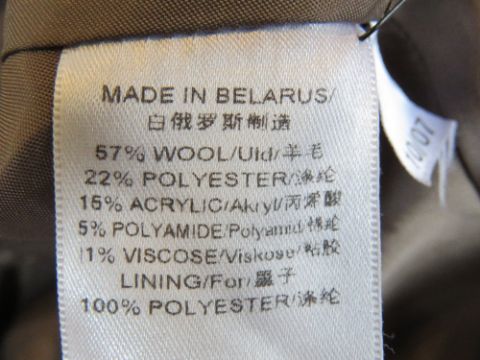 MADE IN BELARUS/
白俄罗斯制造
57% WOOL/Uld/羊毛
22% POLYESTER/涤纶
15% ACRYLIC/Akryl/丙烯酸
5% POLYAMIDE/Polyamid/锦纶
1% VISCOSE/Viskose/粘胶
LINING/For/里子
100% POLYESTER/涤纶
10/07